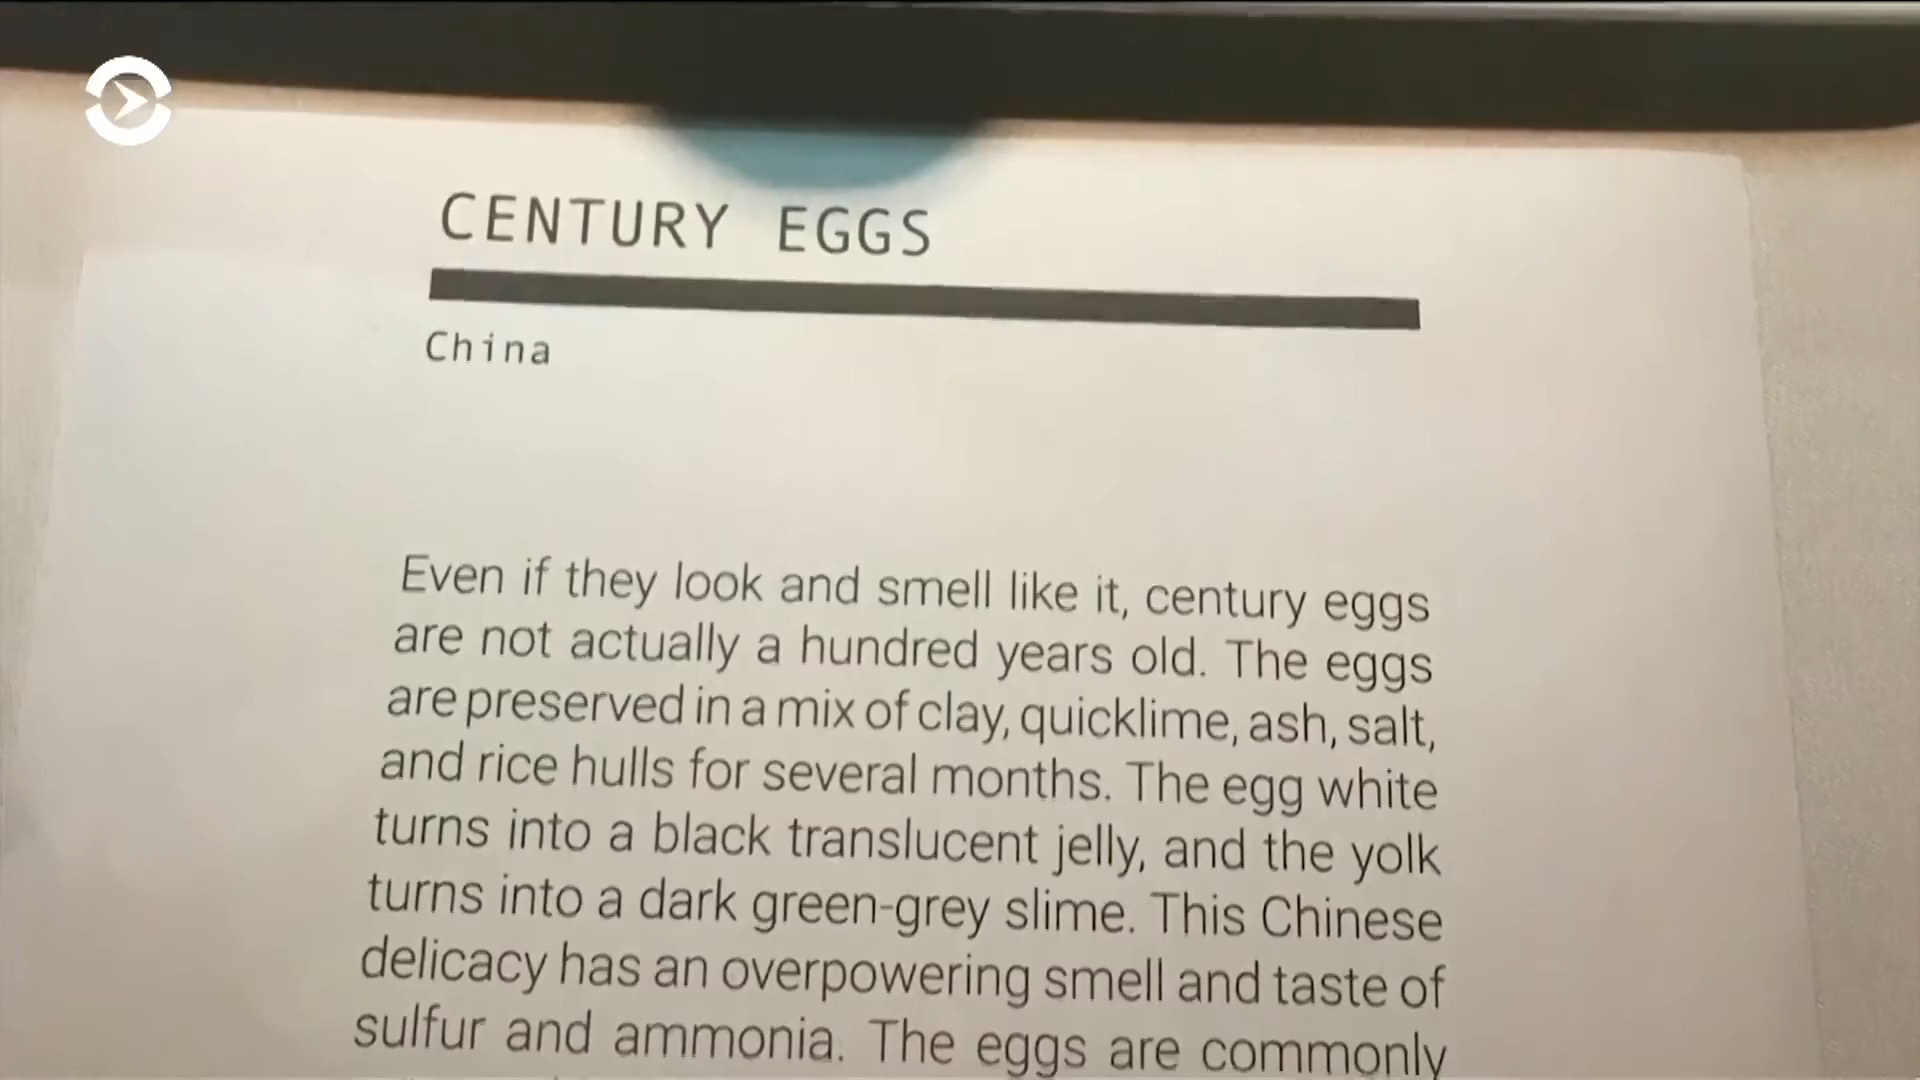 CENTURY EGGS
China
Even if they look and smell like it, century eggs
are not actually a hundred years old. The eggs
are preserved in a mix of clay, quicklime, ash, salt,
and rice hulls for several months. The egg white
turns into a black translucent jelly, and the yolk
turns into a dark green-grey slime. This Chinese
delicacy has an overpowering smell and taste of
sulfur and ammonia. The eggs are commonly